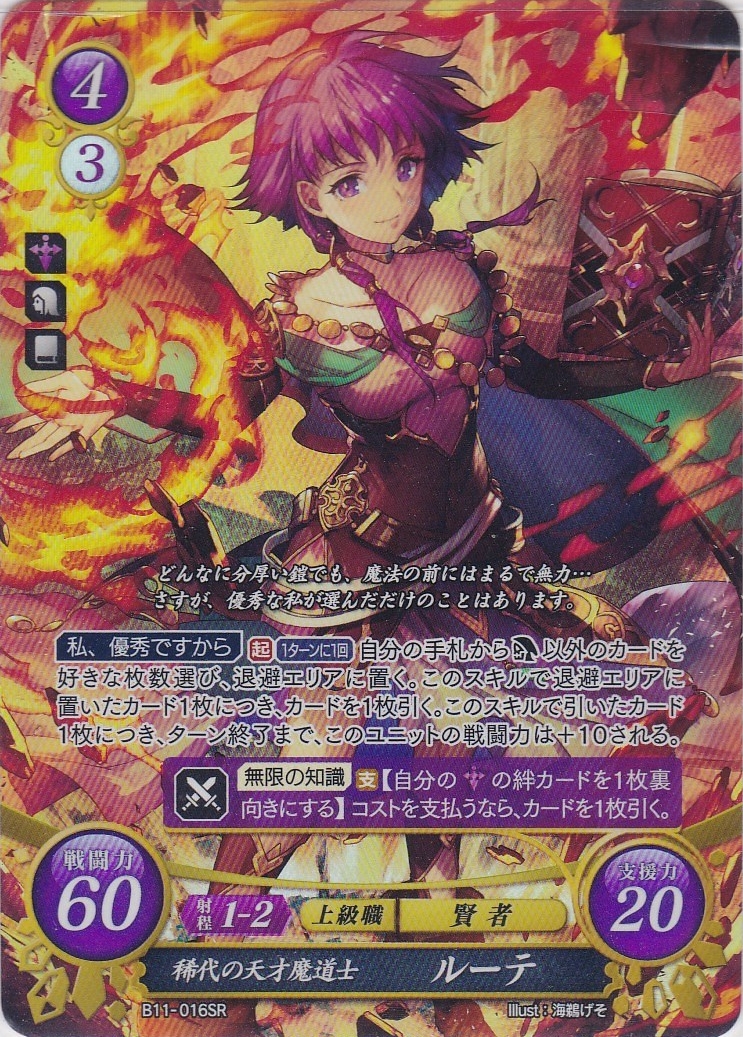 4
3
どんなに分厚い鎧でも、魔法の前にはまるで無力…
さすが、優秀な私が選んだだけのことはあります。
私、優秀ですから 起 1ターンに1回 自分の手札から 以外のカードを
好きな枚数選び、退避エリアに置く。このスキルで退避エリアに
置いたカード1枚につき、カードを1枚引く。このスキルで引いたカード
1枚につき、ターン終了まで、このユニットの戦闘力は+10される。
無限の知識 支 【自分の の絆カードを1枚裏
向きにする】コストを支払うなら、カードを1枚引く。
戦闘力
60
射程 1-2 上級職 賢者
支援力
20
稀代の天才魔道士 ルーテ
B11-016SR Illust:海鵜げそ